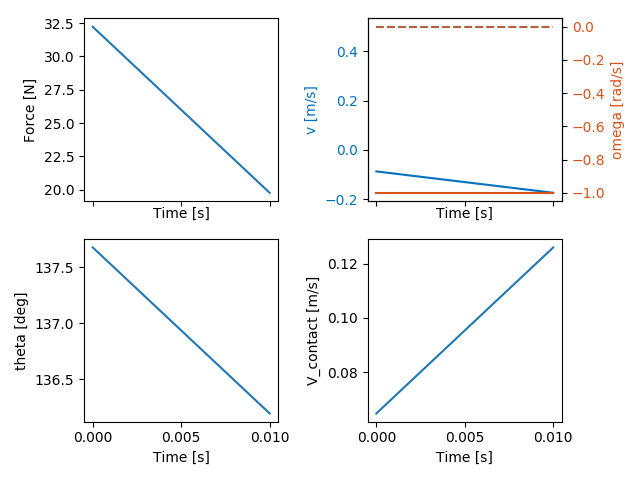 32.5
30.0
27.5
25.0
22.5
20.0
Force [N]
Time [s]
0.4
0.2
0.0
−0.2
v [m/s]
0.0
−0.2
−0.4
−0.6
−0.8
−1.0
omega [rad/s]
Time [s]
137.5
137.0
136.5
theta [deg]
0.000 0.005 0.010
Time [s]
0.12
0.10
0.08
V_contact [m/s]
0.000 0.005 0.010
Time [s]